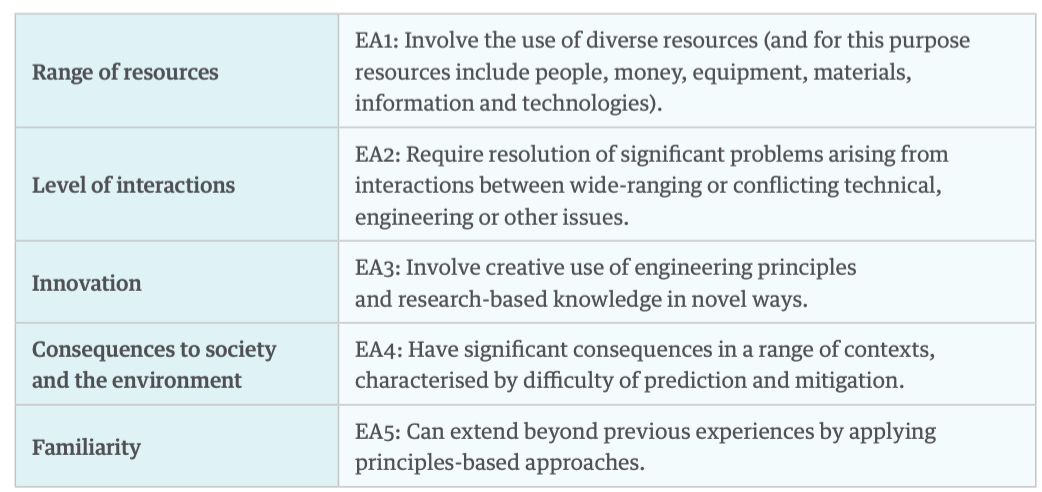 Range of resources
EA1: Involve the use of diverse resources (and for this purpose
resources include people, money, equipment, materials,
information and technologies).
Level of interactions
EA2: Require resolution of significant problems arising from
interactions between wide-ranging or conflicting technical,
engineering or other issues.
Innovation
EA3: Involve creative use of engineering principles
and research-based knowledge in novel ways.
Consequences to society
and the environment
EA4: Have significant consequences in a range of contexts,
characterised by difficulty of prediction and mitigation.
Familiarity
EA5: Can extend beyond previous experiences by applying
principles-based approaches.